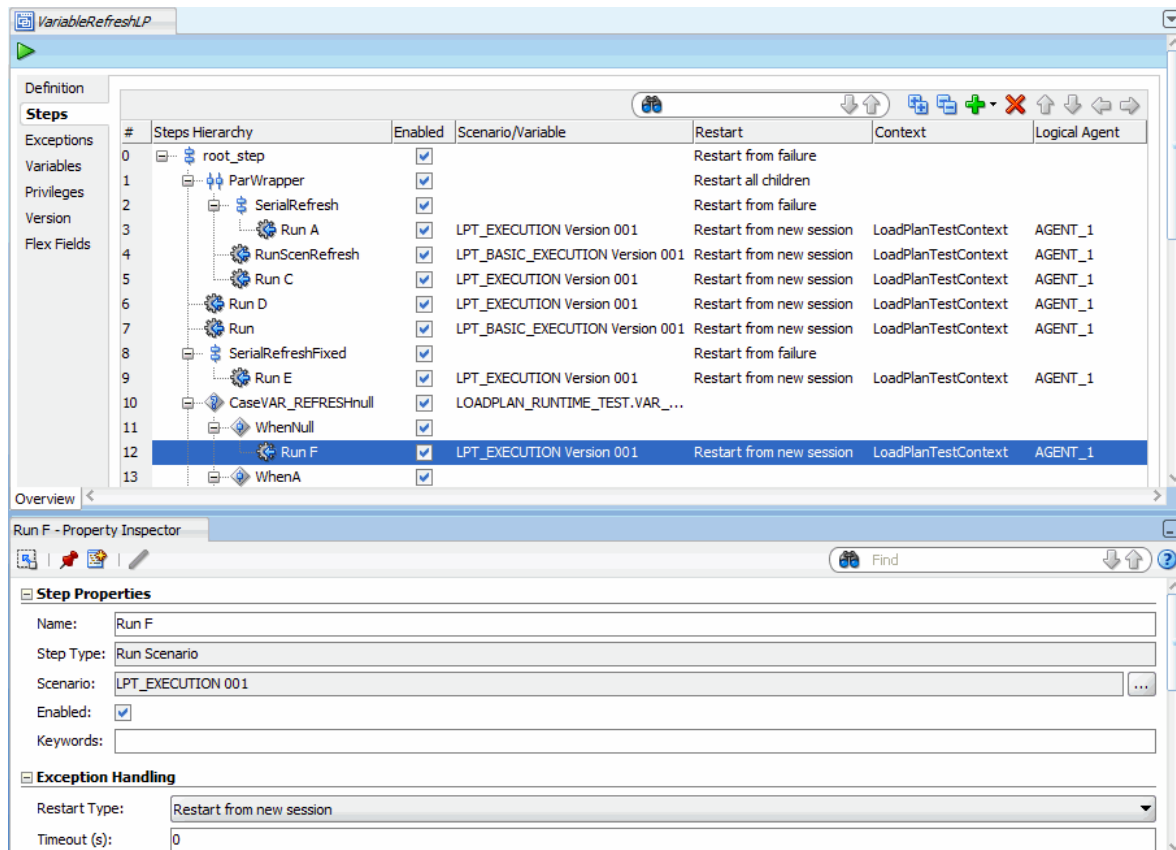 VariableRefreshLP
Definition
Steps
Exceptions
Variables
Privileges
Version
Flex Fields
# Steps Hierarchy Enabled Scenario/Variable Restart Context Logical Agent
0 root_step Restart from failure
1 ParWrapper Restart all children
2 SerialRefresh Restart from failure
3 Run A LPT_EXECUTION Version 001 Restart from new session LoadPlanTestContext AGENT_1
4 RunScenRefresh LPT_BASIC_EXECUTION Version 001 Restart from new session LoadPlanTestContext AGENT_1
5 Run C LPT_EXECUTION Version 001 Restart from new session LoadPlanTestContext AGENT_1
6 Run D LPT_EXECUTION Version 001 Restart from new session LoadPlanTestContext AGENT_1
7 Run LPT_BASIC_EXECUTION Version 001 Restart from new session LoadPlanTestContext AGENT_1
8 SerialRefreshFixed Restart from failure
9 Run E LPT_EXECUTION Version 001 Restart from new session LoadPlanTestContext AGENT_1
10 CaseVAR_REFRESHnull LOADPLAN_RUNTIME_TEST.VAR_...
11 WhenNull
12 Run F LPT_EXECUTION Version 001 Restart from new session LoadPlanTestContext AGENT_1
13 WhenA
Overview
Run F - Property Inspector
Find
Step Properties
Name: Run F
Step Type: Run Scenario
Scenario: LPT_EXECUTION 001 ...
Enabled:
Keywords:
Exception Handling
Restart Type: Restart from new session
Timeout (s): 0